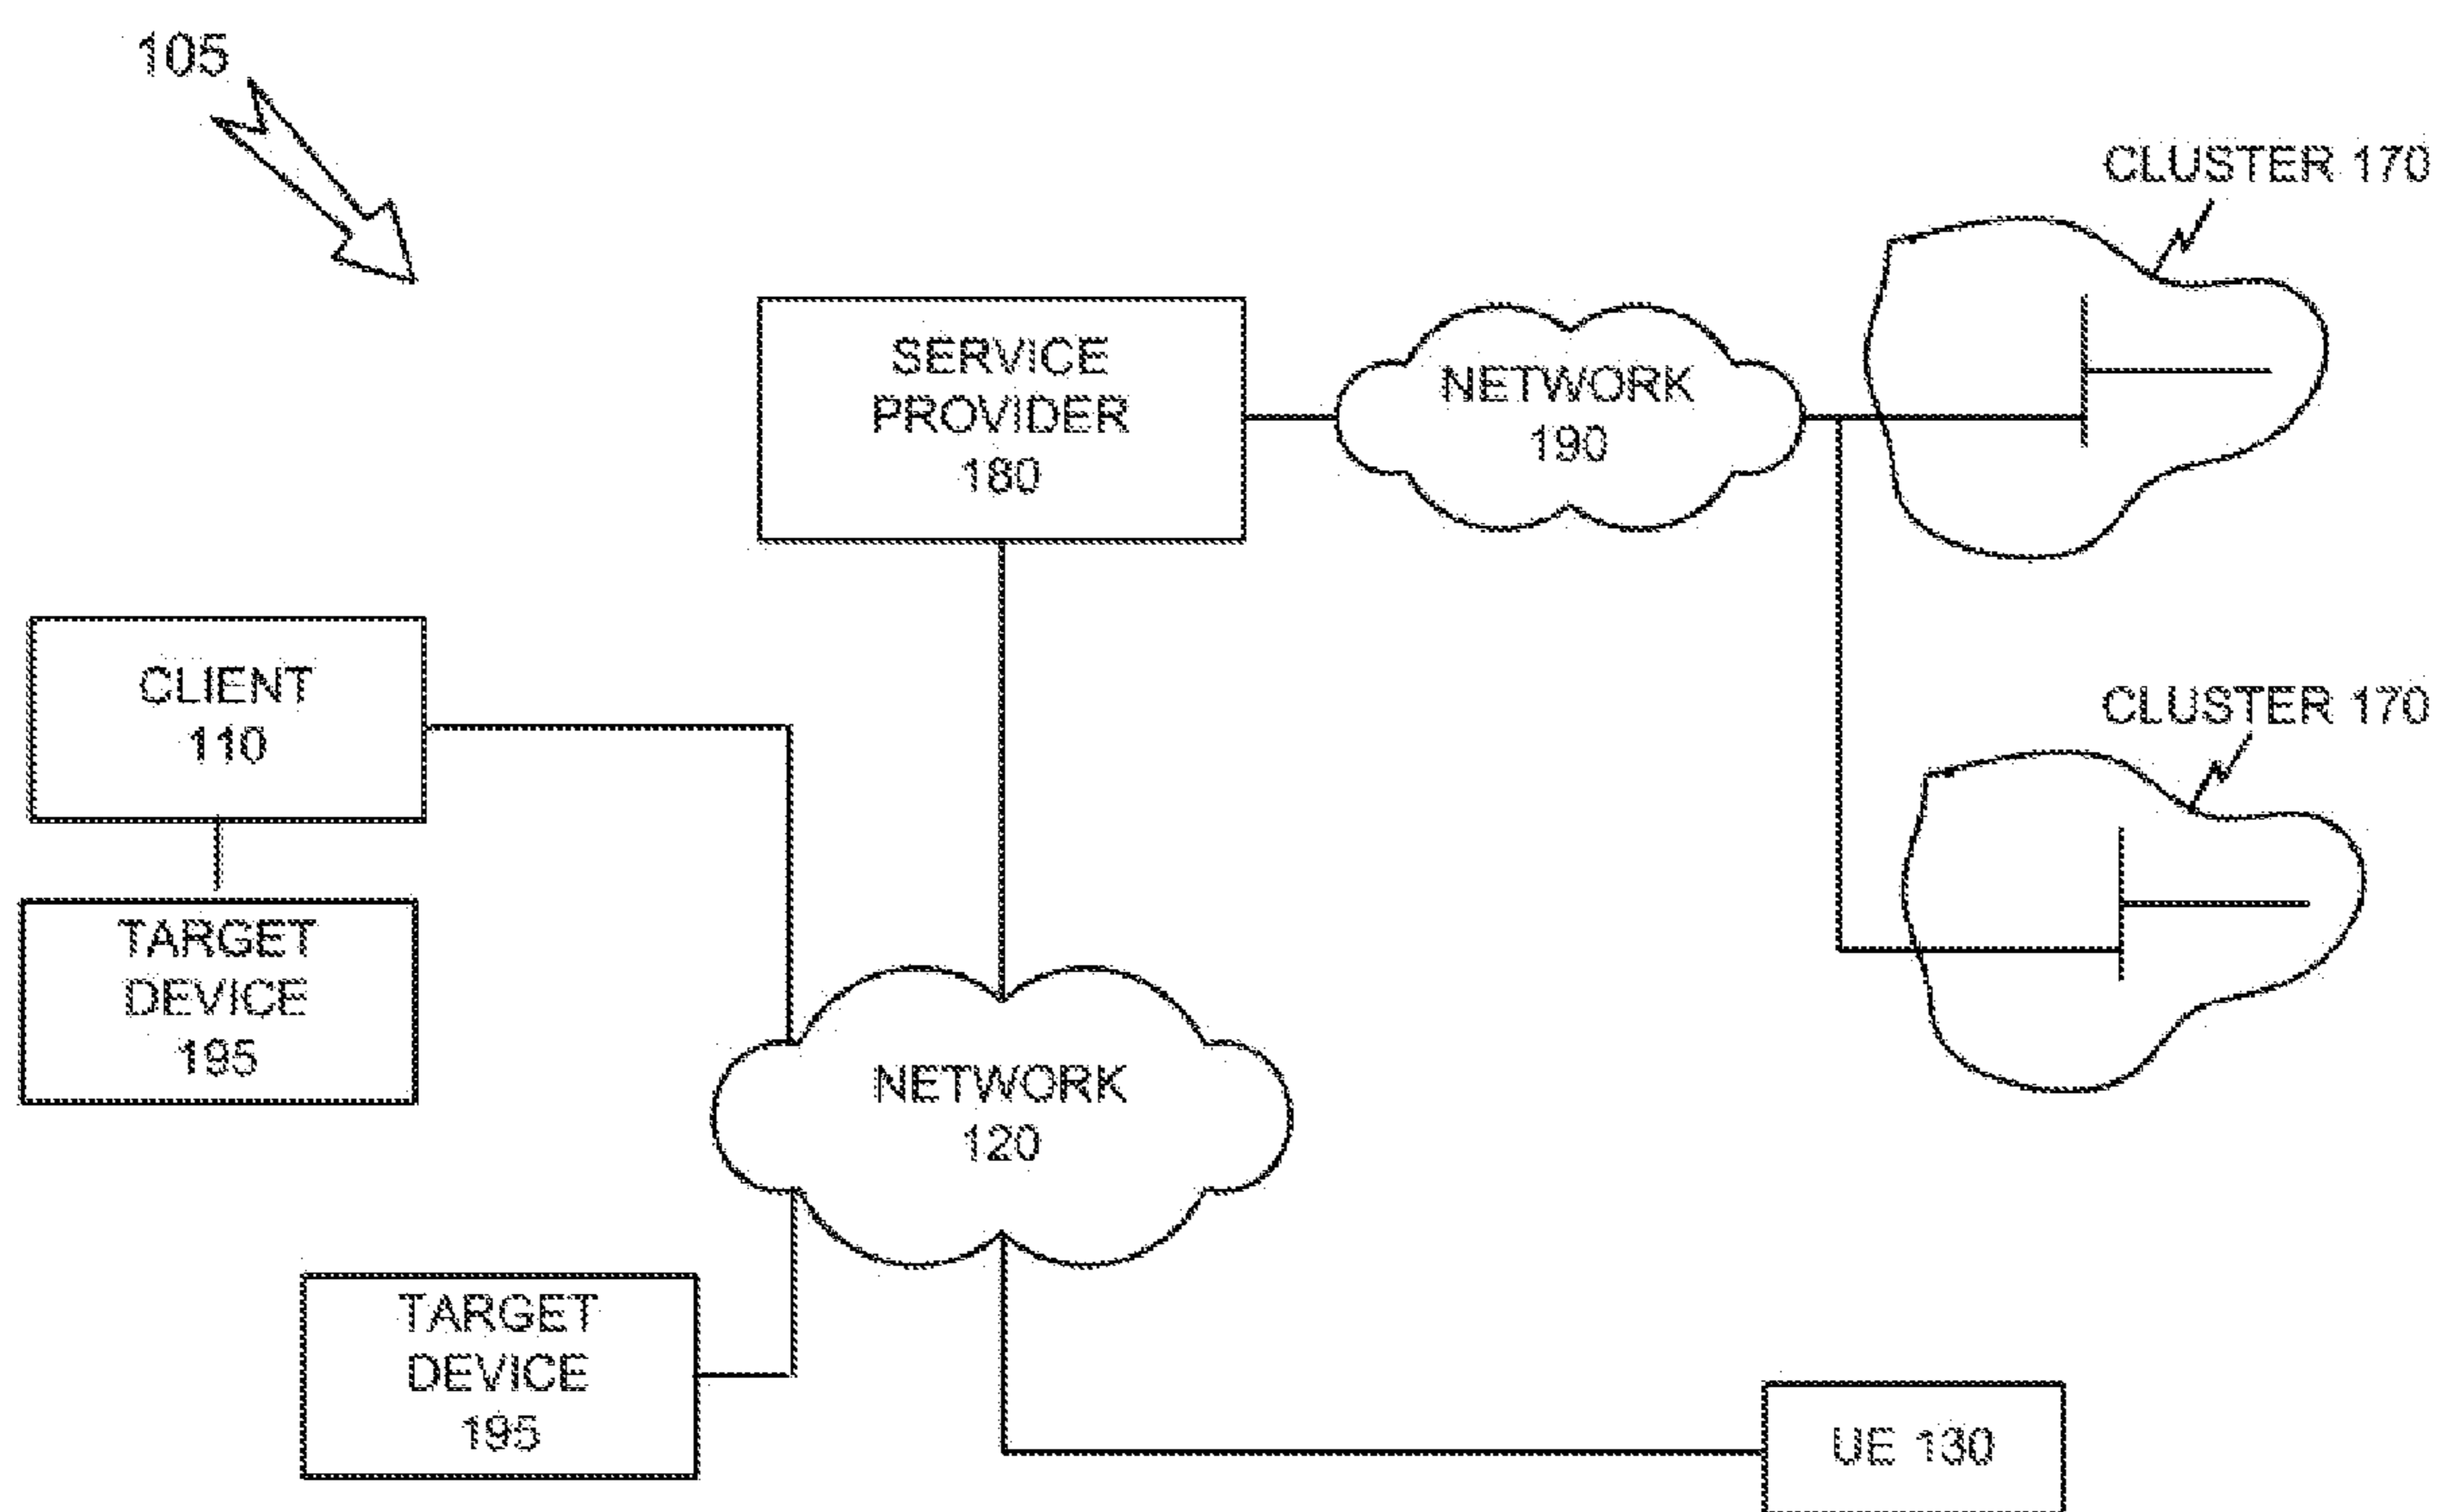 105
CLUSTER 170
SERVICE
PROVIDER
180
NETWORK
190
CLIENT
110
CLUSTER 170
TARGET
DEVICE
195
NETWORK
120
TARGET
DEVICE
195
UE 130